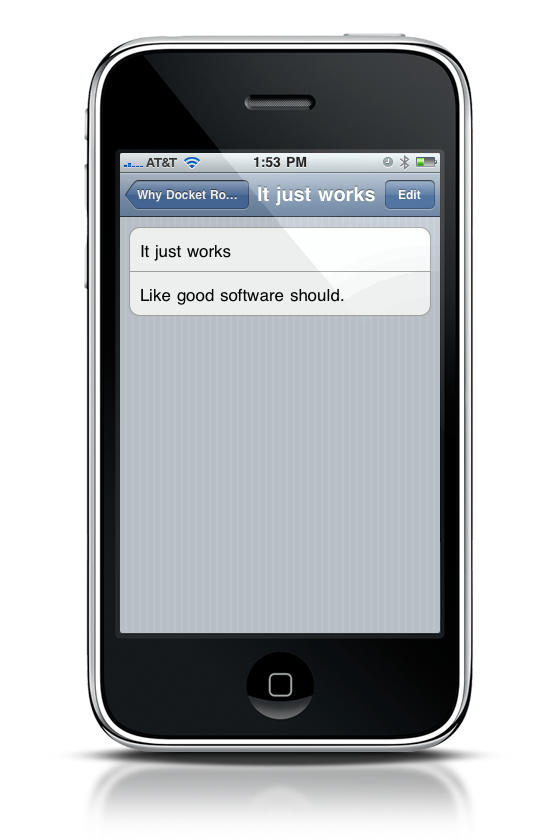 AT&T 1:53 PM
Why Docket Ro... It just works Edit
It just works
Like good software should.